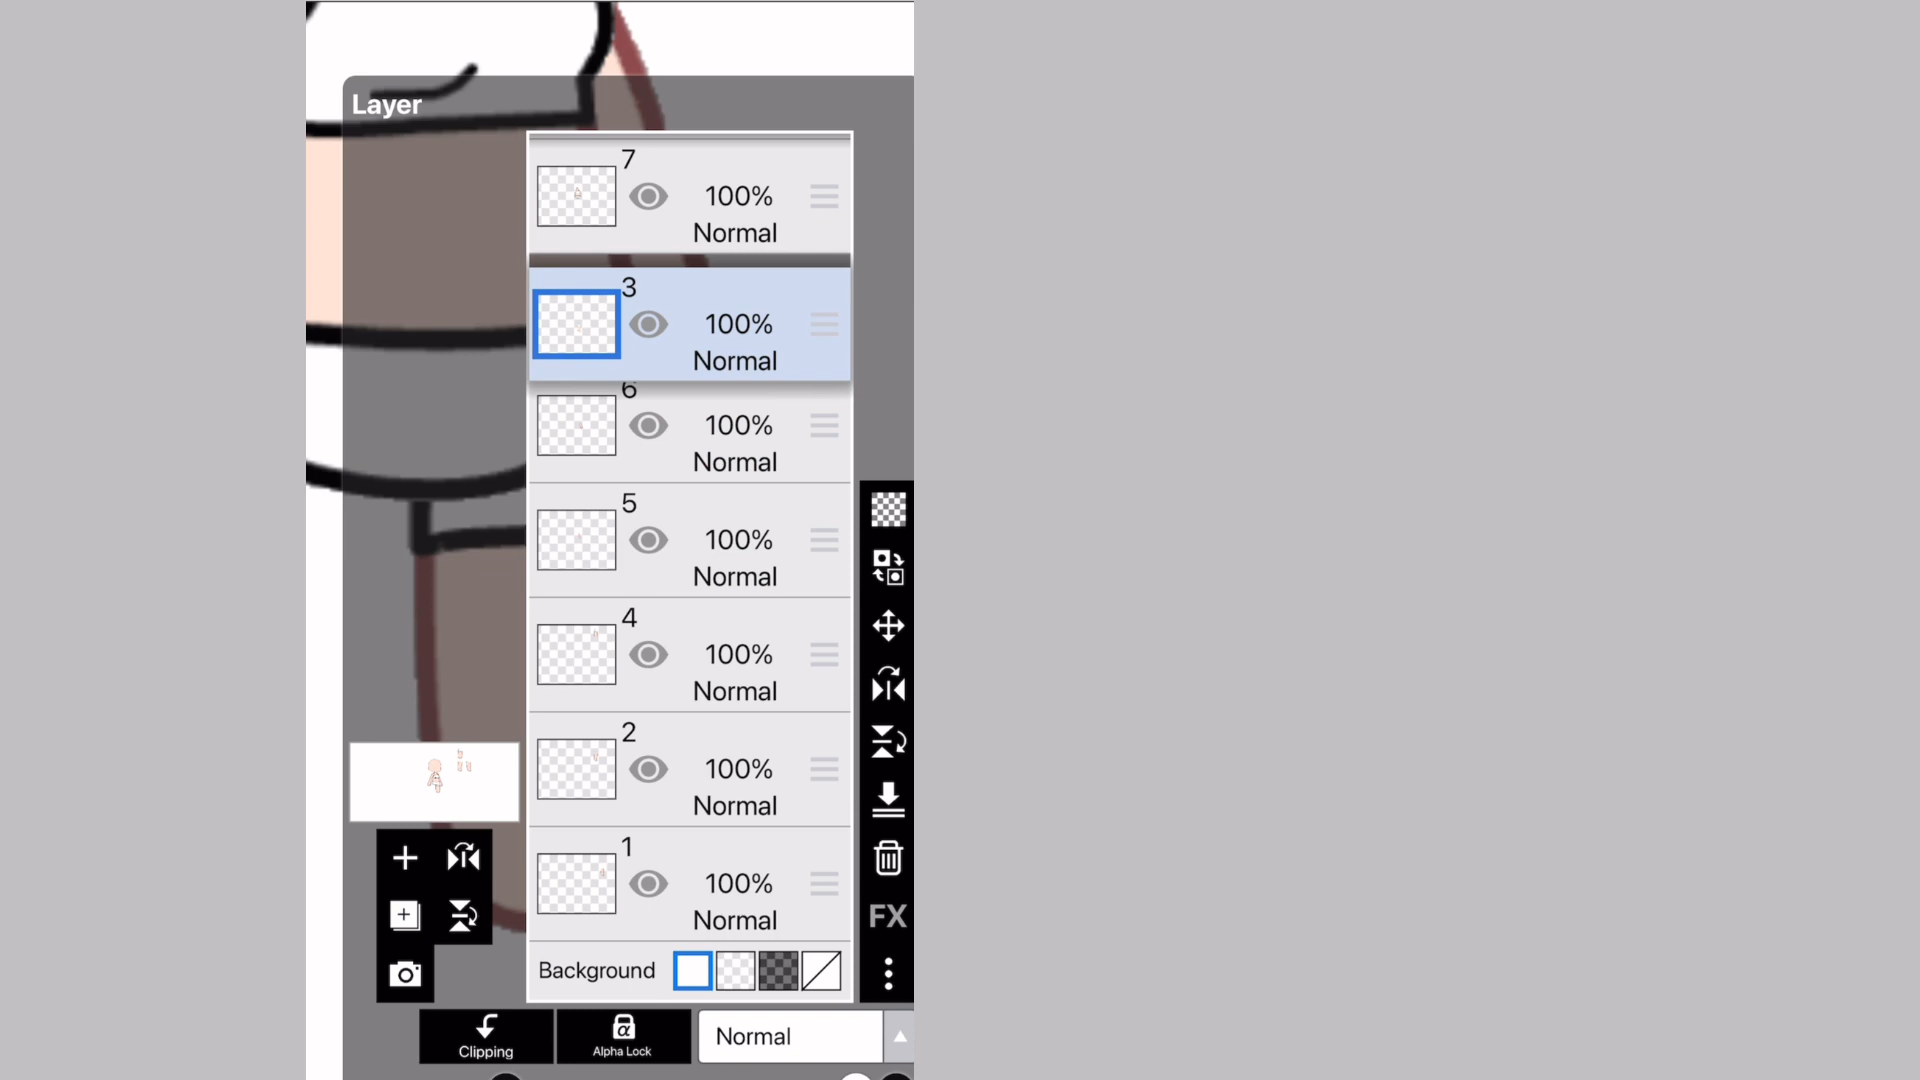 Layer
7
100%
Normal
3
100%
Normal
6
100%
Normal
5
100%
Normal
4
100%
Normal
2
100%
Normal
1
100%
Normal
FX
Background
Clipping
α
Alpha Lock
Normal